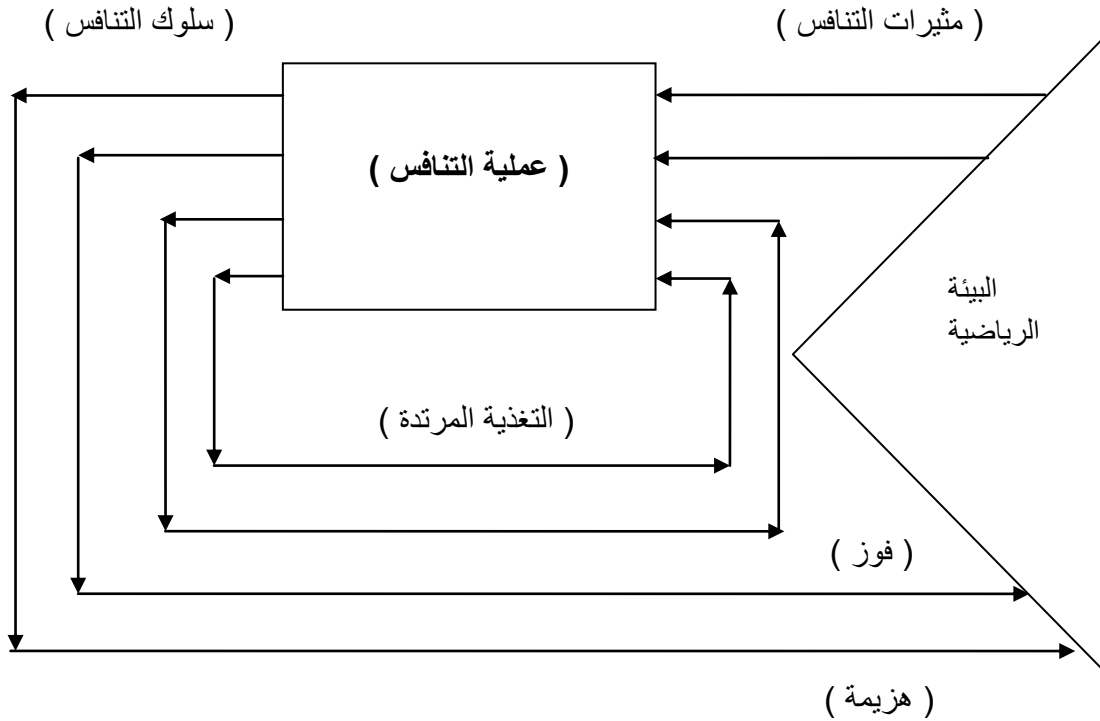 ( مثيرات التنافس )
( سلوك التنافس )
( عملية التنافس )
البيئة
الرياضية
( التغذية المرتدة )
( فوز )
( هزيمة )